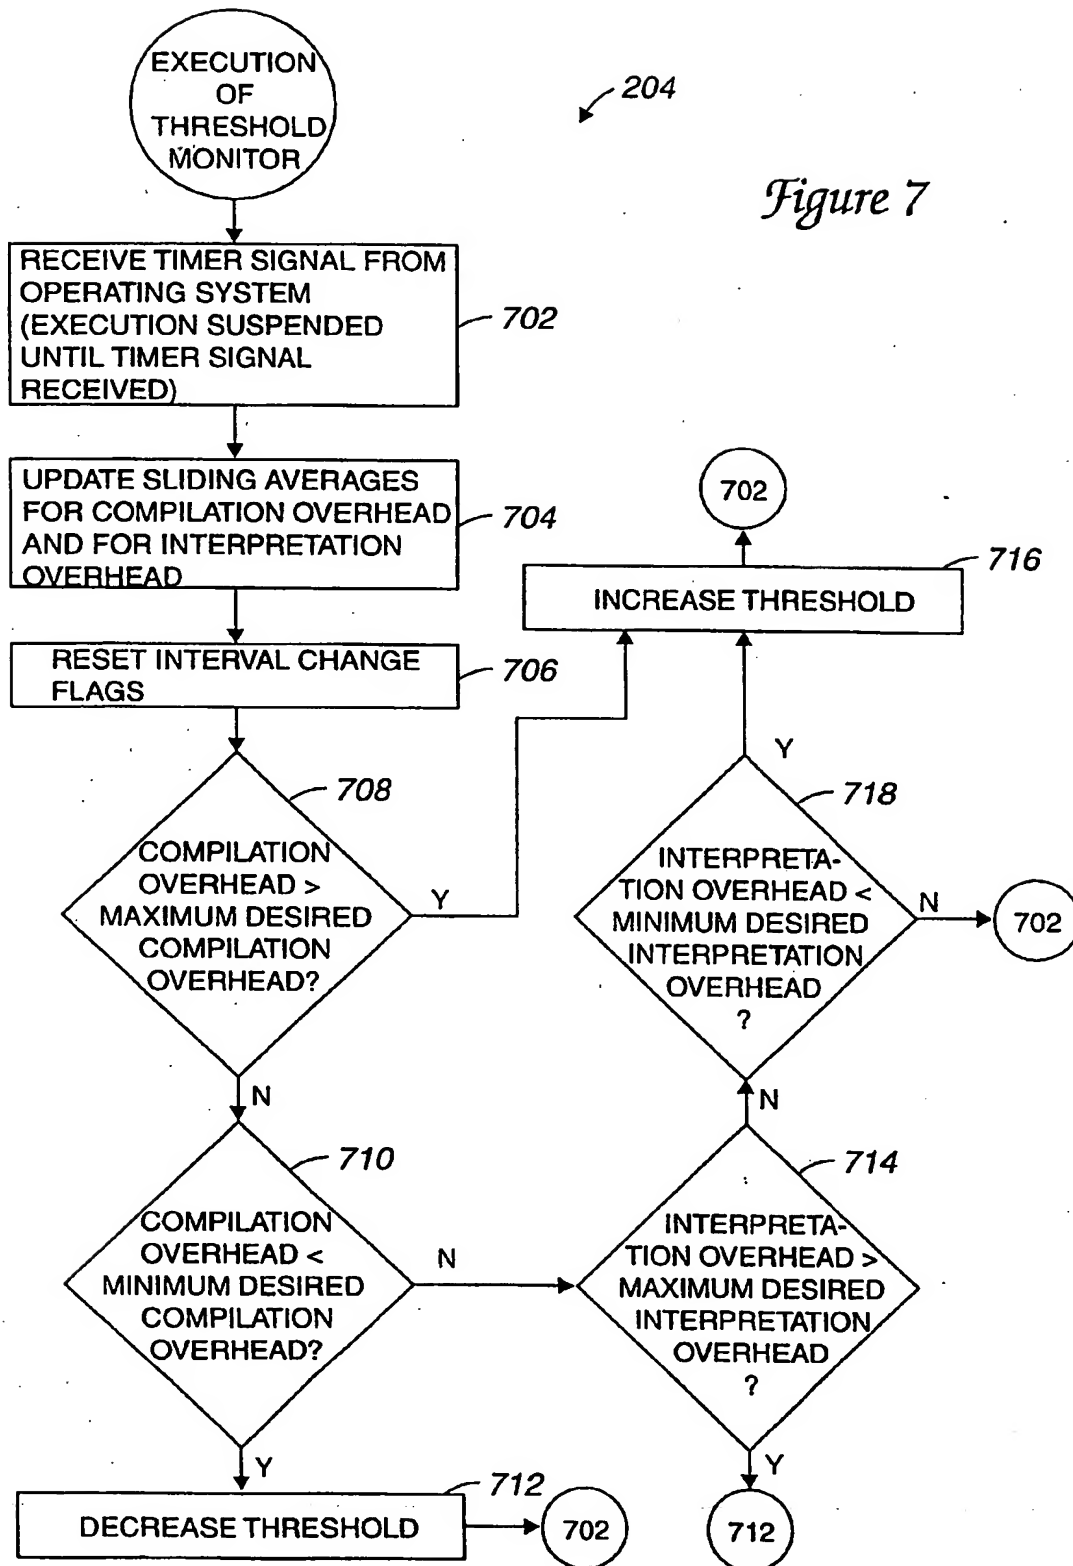 EXECUTION
OF
THRESHOLD
MONITOR
204
Figure 7
RECEIVE TIMER SIGNAL FROM
OPERATING SYSTEM
(EXECUTION SUSPENDED
UNTIL TIMER SIGNAL
RECEIVED)
702
UPDATE SLIDING AVERAGES
FOR COMPILATION OVERHEAD
AND FOR INTERPRETATION
OVERHEAD
704
702
716
INCREASE THRESHOLD
RESET INTERVAL CHANGE
FLAGS
706
708
COMPILATION
OVERHEAD >
MAXIMUM DESIRED
COMPILATION
OVERHEAD?
Y
N
Y
718
INTERPRETA-
TION OVERHEAD <
MINIMUM DESIRED
INTERPRETATION
OVERHEAD
?
N
702
N
710
COMPILATION
OVERHEAD <
MINIMUM DESIRED
COMPILATION
OVERHEAD?
N
Y
714
INTERPRETA-
TION OVERHEAD >
MAXIMUM DESIRED
INTERPRETATION
OVERHEAD
?
Y
712
DECREASE THRESHOLD
702
712